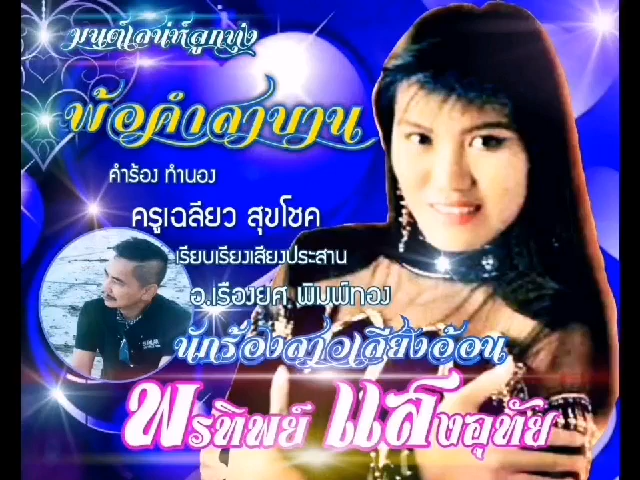 มนต์เสน่ห์ลูกทุ่ง
พ้อคำสาบาน
คำร้อง ทำนอง
ครูเฉลียว สุขโชค
เรียบเรียงเสียงประสาน
อ.เรืองยศ พิมพ์ทอง
นักร้องสาวเสียงอ้อน
พรทิพย์ แสงอุทัย